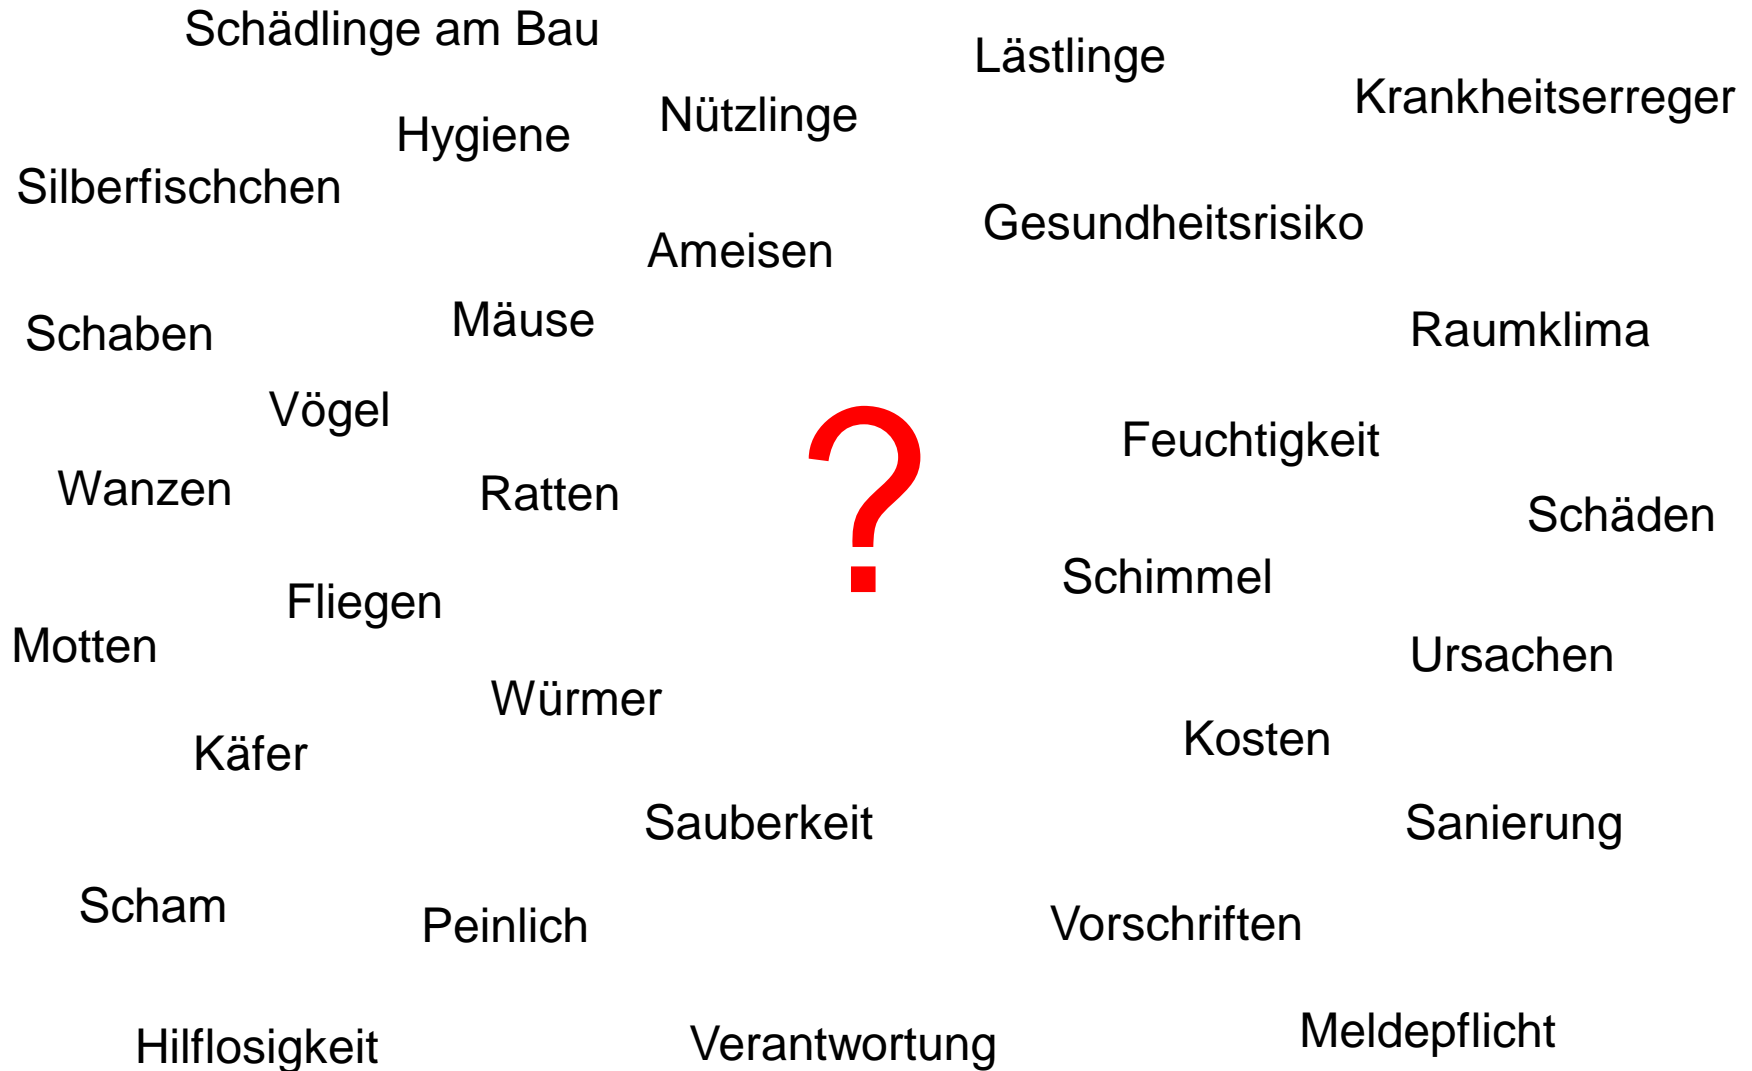 Schädlinge am Bau
Lästlinge
Krankheitserreger
Nützlinge
Hygiene
Silberfischchen
Gesundheitsrisiko
Ameisen
Mäuse
Schaben
Raumklima
Vögel
Feuchtigkeit
Wanzen
Ratten
?
Schäden
Schimmel
Fliegen
Motten
Ursachen
Würmer
Käfer
Kosten
Sauberkeit
Sanierung
Scham
Peinlich
Vorschriften
Hilflosigkeit
Verantwortung
Meldepflicht